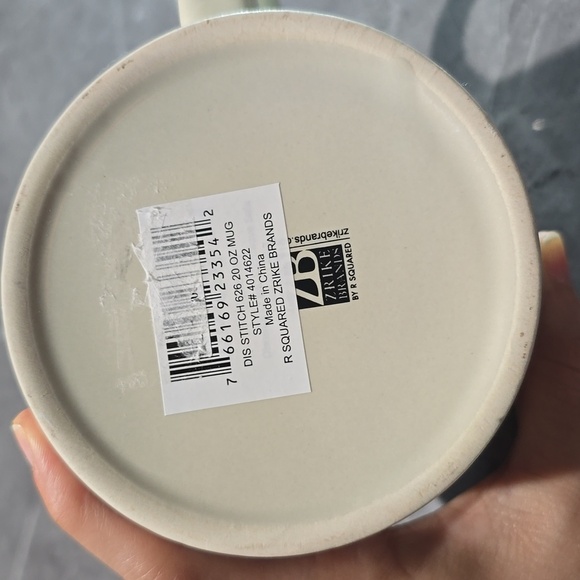 7 66169 23354 2
DIS STITCH 626 20 OZ MUG
STYLE# 4014622
Made in China
R SQUARED ZRIKE BRANDS
zrikebrands.c
ZB
ZRIKE
BRANDS
BY R SQUARED